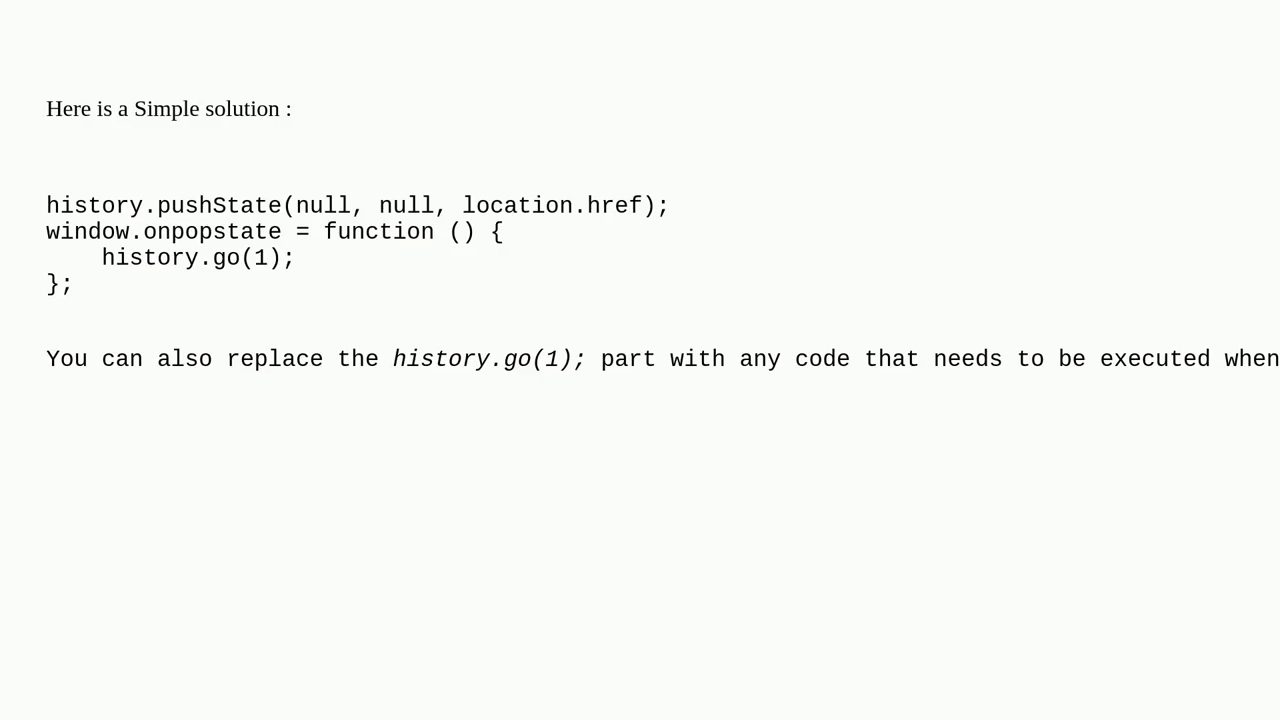 Here is a Simple solution :
history.pushState(null, null, location.href);
window.onpopstate = function () {
    history.go(1);
};
You can also replace the history.go(1); part with any code that needs to be executed when